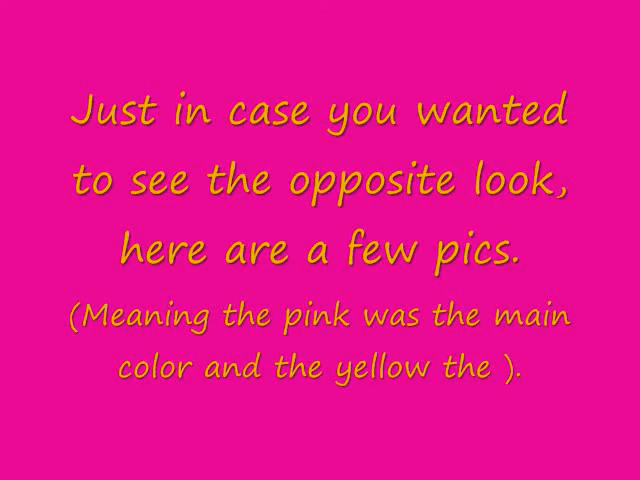 Just in case you wanted
to see the opposite look,
here are a few pics.
(Meaning the pink was the main
color and the yellow the ).